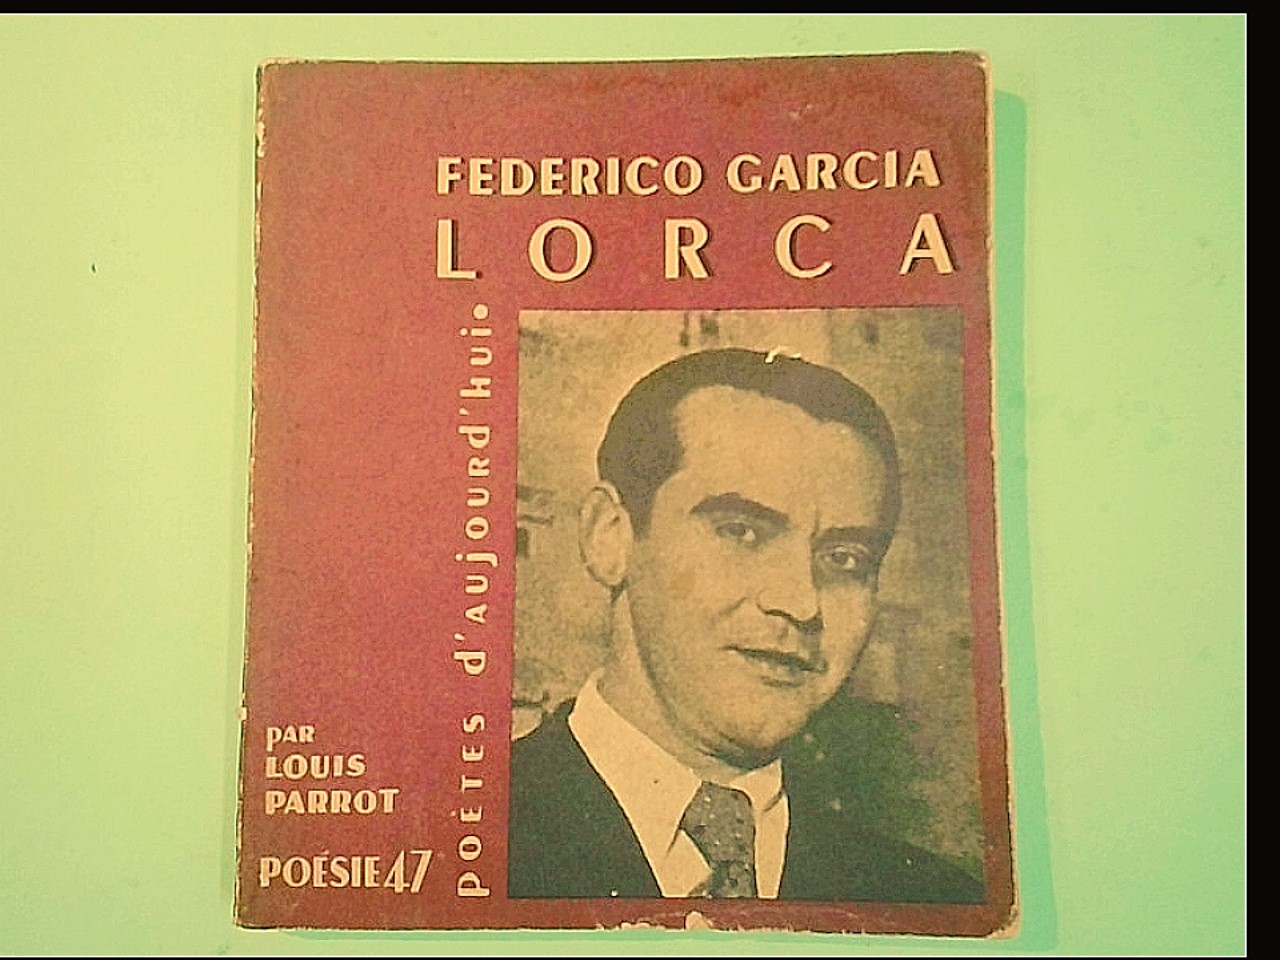 FEDERICO GARCIA
LORCA
poètes d'aujourd'hui.
par
LOUIS
PARROT
POÉSIE 47